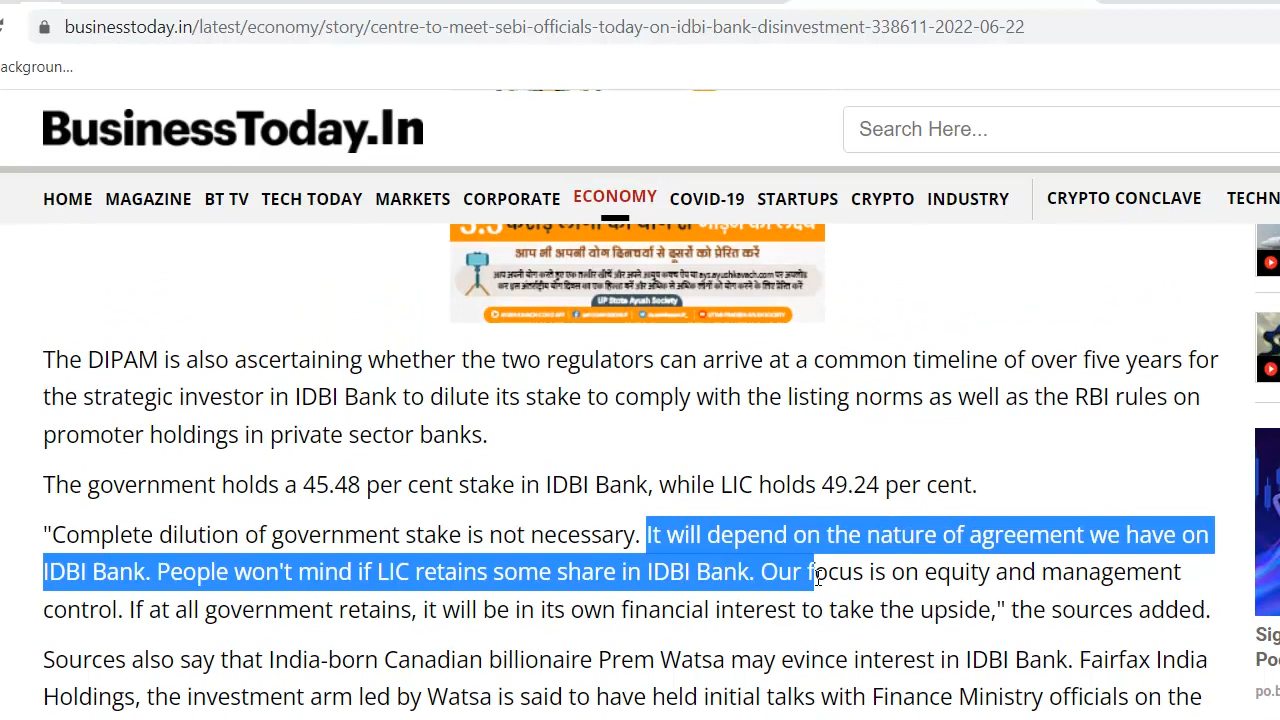 businesstoday.in/latest/economy/story/centre-to-meet-sebi-officials-today-on-idbi-bank-disinvestment-338611-2022-06-22
ackgroun...
BusinessToday.In
Search Here...
HOME MAGAZINE BT TV TECH TODAY MARKETS CORPORATE ECONOMY COVID-19 STARTUPS CRYPTO INDUSTRY CRYPTO CONCLAVE TECHN
आप भी अपनी योग दिनचर्या से दूसरों को प्रेरित करें
UP State Ayush Society
The DIPAM is also ascertaining whether the two regulators can arrive at a common timeline of over five years for
the strategic investor in IDBI Bank to dilute its stake to comply with the listing norms as well as the RBI rules on
promoter holdings in private sector banks.
The government holds a 45.48 per cent stake in IDBI Bank, while LIC holds 49.24 per cent.
"Complete dilution of government stake is not necessary. It will depend on the nature of agreement we have on
IDBI Bank. People won't mind if LIC retains some share in IDBI Bank. Our focus is on equity and management
control. If at all government retains, it will be in its own financial interest to take the upside," the sources added.
Sources also say that India-born Canadian billionaire Prem Watsa may evince interest in IDBI Bank. Fairfax India
Holdings, the investment arm led by Watsa is said to have held initial talks with Finance Ministry officials on the
Sig
Po
po.b